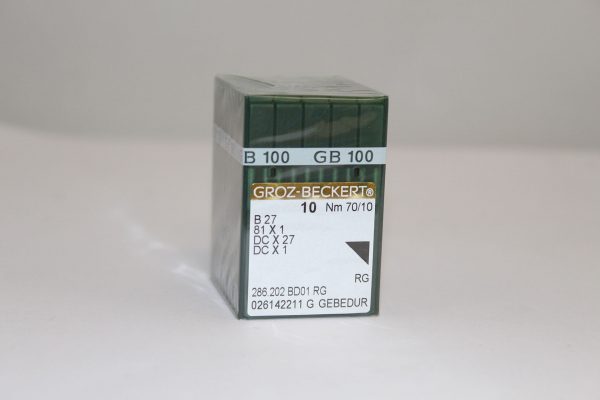 B 100 GB 100
GROZ-BECKERT®
10 Nm 70/10
B 27
81 X 1
DC X 27
DC X 1
RG
286.202 BD01 RG
026142211 G GEBEDUR